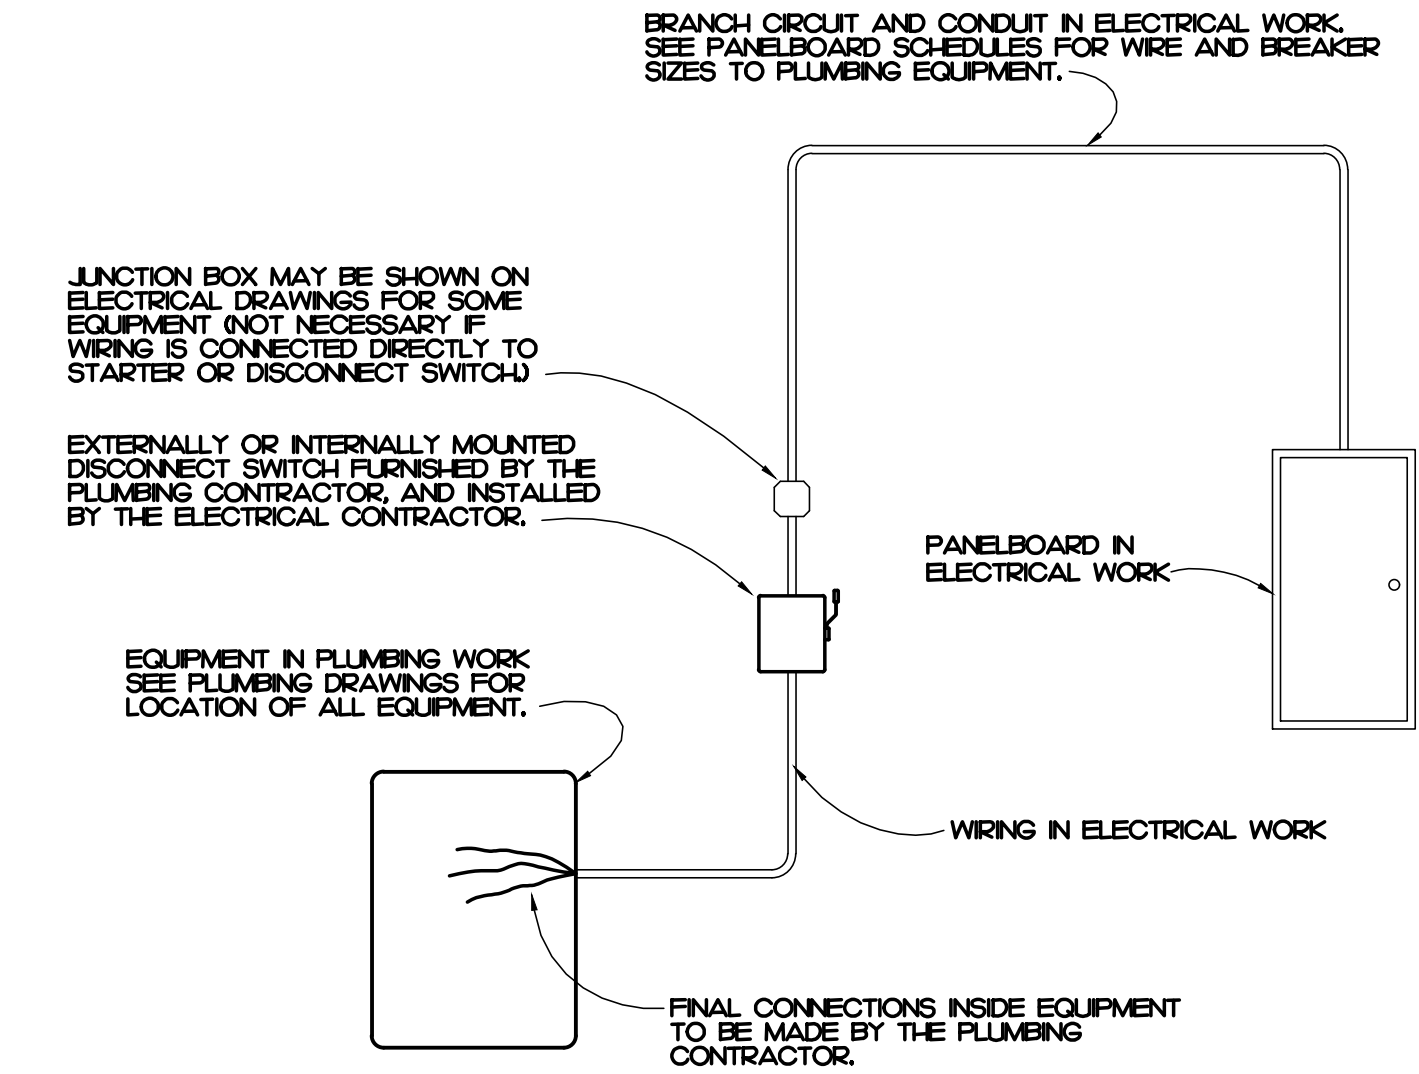 BRANCH CIRCUIT AND CONDUIT IN ELECTRICAL WORK.
SEE PANELBOARD SCHEDULES FOR WIRE AND BREAKER
SIZES TO PLUMBING EQUIPMENT.
JUNCTION BOX MAY BE SHOWN ON
ELECTRICAL DRAWINGS FOR SOME
EQUIPMENT (NOT NECESSARY IF
WIRING IS CONNECTED DIRECTLY TO
STARTER OR DISCONNECT SWITCH.)
EXTERNALLY OR INTERNALLY MOUNTED
DISCONNECT SWITCH FURNISHED BY THE
PLUMBING CONTRACTOR, AND INSTALLED
BY THE ELECTRICAL CONTRACTOR.
PANELBOARD IN
ELECTRICAL WORK
EQUIPMENT IN PLUMBING WORK
SEE PLUMBING DRAWINGS FOR
LOCATION OF ALL EQUIPMENT.
WIRING IN ELECTRICAL WORK
FINAL CONNECTIONS INSIDE EQUIPMENT
TO BE MADE BY THE PLUMBING
CONTRACTOR.